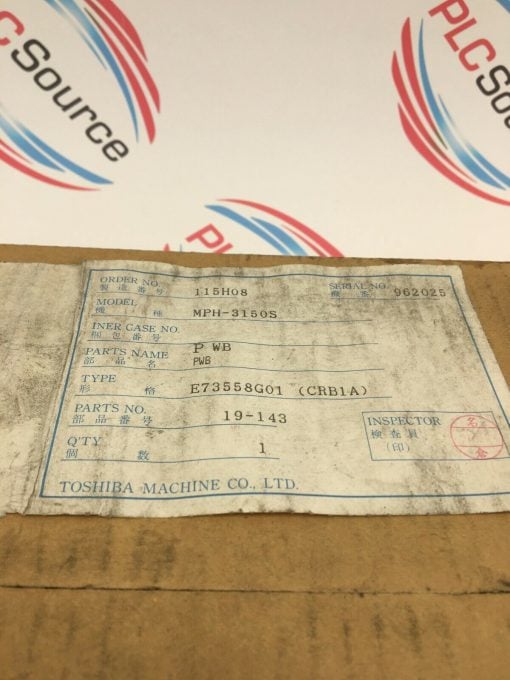 PLC Source
PLC Source
PLC
ORDER NO. 115H08 SERIAL NO. 962025
製造番号 機番
MODEL MPH-3150S
機種
INER CASE NO.
梱包番号
PARTS NAME P WB
部品名 PWB
TYPE E73558G01 (CRB1A)
形格
PARTS NO. 19-143
部品番号
Q'TY 1
個数
INSPECTOR
検査員
(印)
TOSHIBA MACHINE CO., LTD.